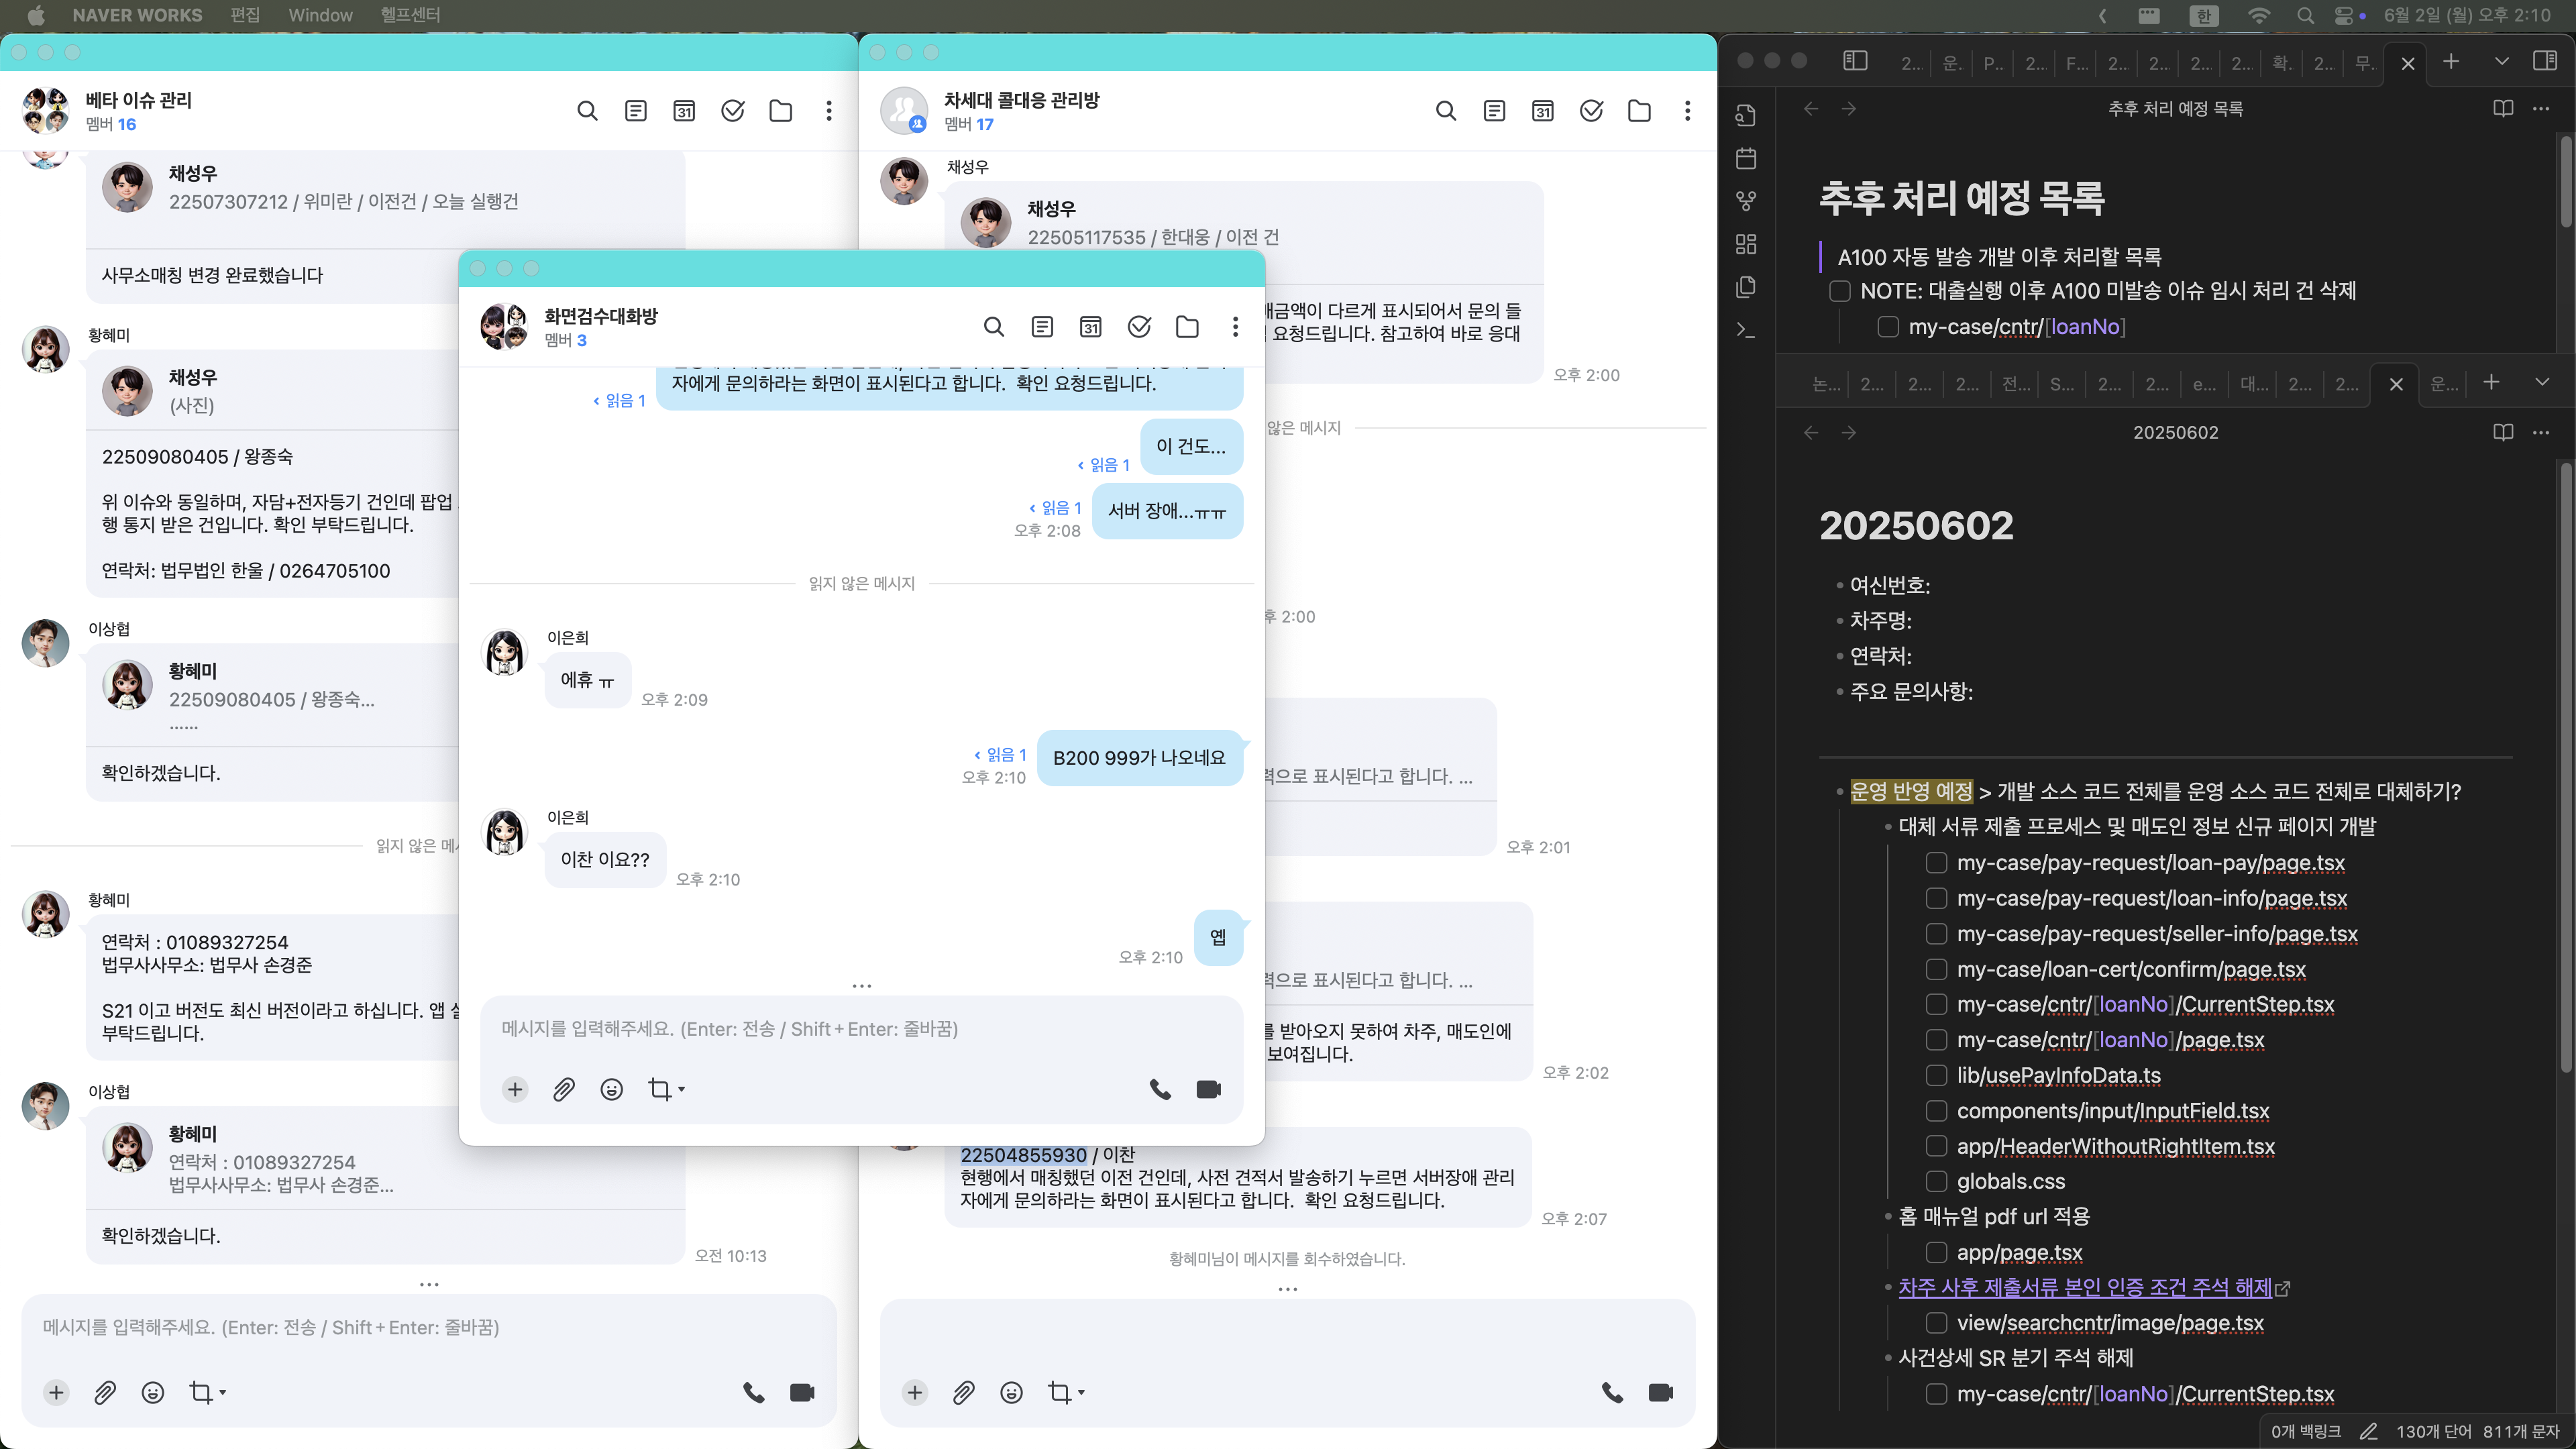 NAVER WORKS 편집 Window 헬프센터
한 6월 2일 (월) 오후 2:10
베타 이슈 관리
멤버 16
31
채성우
22507307212 / 위미란 / 이전건 / 오늘 실행건
사무소매칭 변경 완료했습니다
황혜미
채성우
(사진)
22509080405 / 왕종숙
위 이슈와 동일하며, 자담+전자등기 건인데 팝업
행 통지 받은 건입니다. 확인 부탁드립니다.
연락처: 법무법인 한울 / 0264705100
이상협
황혜미
22509080405 / 왕종숙...
......
확인하겠습니다.
읽지 않은 메시
황혜미
연락처 : 01089327254
법무사사무소: 법무사 손경준
S21 이고 버전도 최신 버전이라고 하십니다. 앱
부탁드립니다.
이상협
황혜미
연락처 : 01089327254
법무사사무소: 법무사 손경준...
확인하겠습니다.
오전 10:13
메시지를 입력해주세요. (Enter: 전송 / Shift + Enter: 줄바꿈)
화면검수대화방
멤버 3
31
자에게 문의하라는 화면이 표시된다고 합니다. 확인 요청드립니다.
읽음 1
이 건도...
읽음 1
서버 장애...ㅠㅠ
읽음 1
오후 2:08
읽지 않은 메시지
이은희
에휴 ㅠ
오후 2:09
B200 999가 나오네요
읽음 1
오후 2:10
이은희
이찬 이요??
오후 2:10
옙
오후 2:10
메시지를 입력해주세요. (Enter: 전송 / Shift + Enter: 줄바꿈)
차세대 콜대응 관리방
멤버 17
31
채성우
채성우
22505117535 / 한대웅 / 이전 건
매금액이 다르게 표시되어서 문의 들
요청드립니다. 참고하여 바로 응대
오후 2:00
않은 메시지
후 2:00
력으로 표시된다고 합니다. ...
오후 2:01
력으로 표시된다고 합니다. ...
를 받아오지 못하여 차주, 매도인에
보여집니다.
오후 2:02
22504855930 / 이찬
현행에서 매칭했던 이전 건인데, 사전 견적서 발송하기 누르면 서버장애 관리
자에게 문의하라는 화면이 표시된다고 합니다. 확인 요청드립니다.
오후 2:07
황혜미님이 메시지를 회수하였습니다.
2... 운. P.. 2... F... 2... 2... 2... 2... 확. 2... 무.
추후 처리 예정 목록
추후 처리 예정 목록
A100 자동 발송 개발 이후 처리할 목록
NOTE: 대출실행 이후 A100 미발송 이슈 임시 처리 건 삭제
my-case/cntr/[loanNo]
논... 2... 2... 2... 전... S... 2... 2... e... 대... 2... 2... 운...
20250602
20250602
여신번호:
차주명:
연락처:
주요 문의사항:
운영 반영 예정 > 개발 소스 코드 전체를 운영 소스 코드 전체로 대체하기?
대체 서류 제출 프로세스 및 매도인 정보 신규 페이지 개발
my-case/pay-request/loan-pay/page.tsx
my-case/pay-request/loan-info/page.tsx
my-case/pay-request/seller-info/page.tsx
my-case/loan-cert/confirm/page.tsx
my-case/cntr/[loanNo]/CurrentStep.tsx
my-case/cntr/[loanNo]/page.tsx
lib/usePayInfoData.ts
components/input/InputField.tsx
app/HeaderWithoutRightItem.tsx
globals.css
홈 매뉴얼 pdf url 적용
app/page.tsx
차주 사후 제출서류 본인 인증 조건 주석 해제
view/searchcntr/image/page.tsx
사건상세 SR 분기 주석 해제
my-case/cntr/[loanNo]/CurrentStep.tsx
0개 백링크 130개 단어 811개 문자